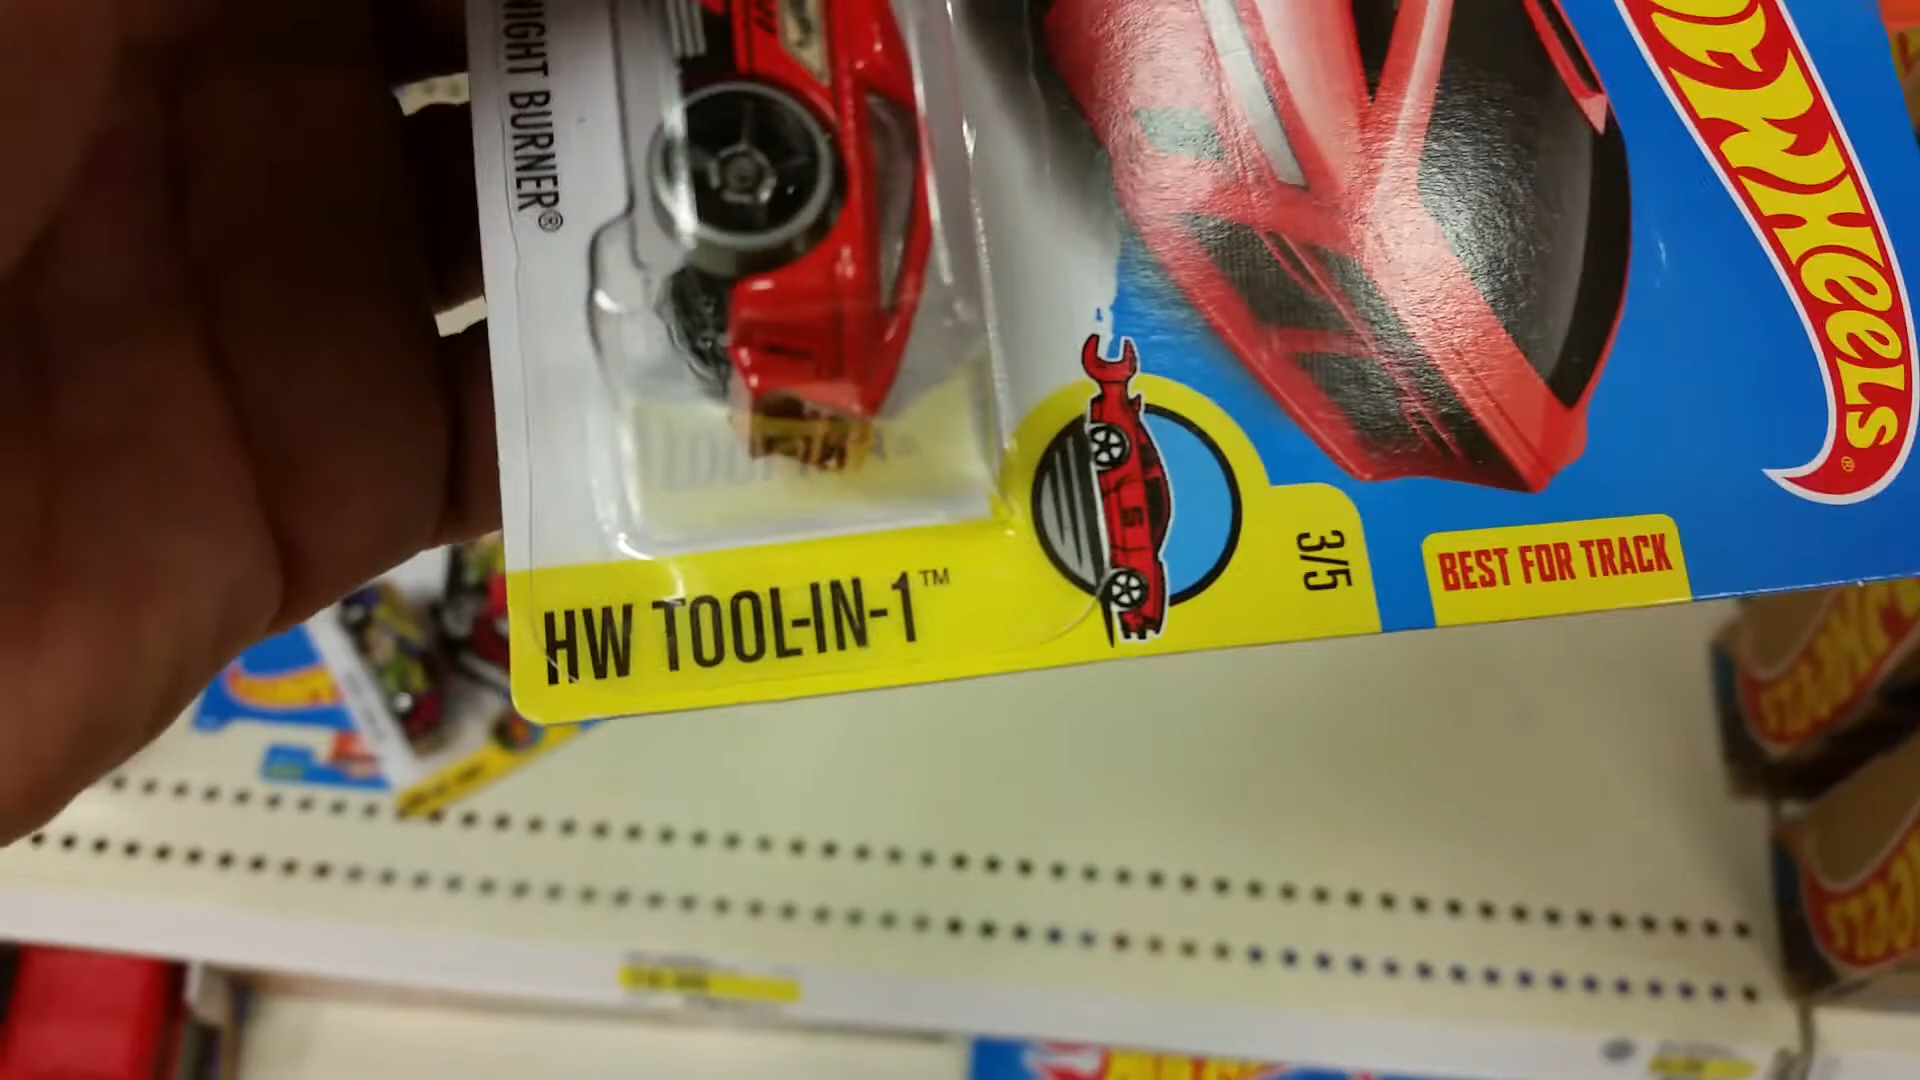 NIGHT BURNER®
HOT WHEELS®
HW TOOL-IN-1™
3/5
BEST FOR TRACK